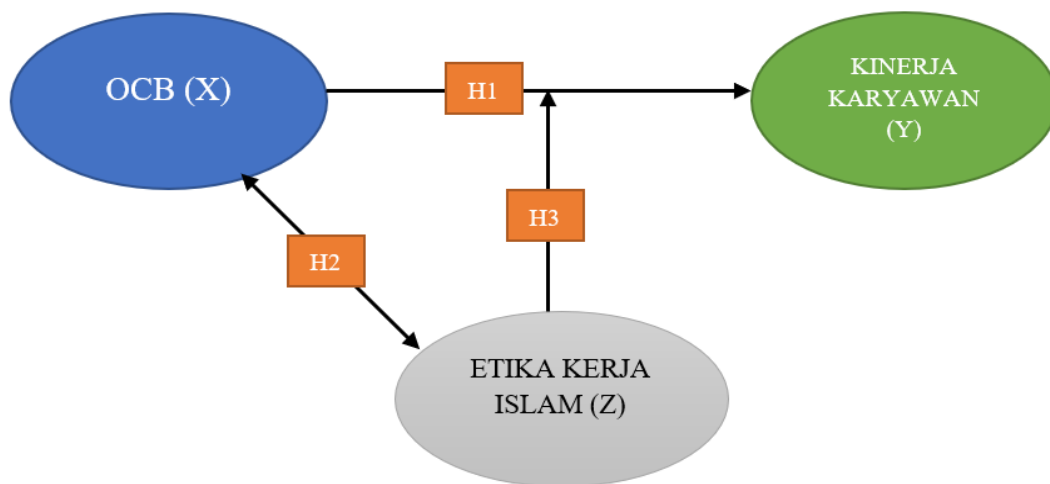 OCB (X)
H1
KINERJA
KARYAWAN
(Y)
H3
H2
ETIKA KERJA
ISLAM (Z)